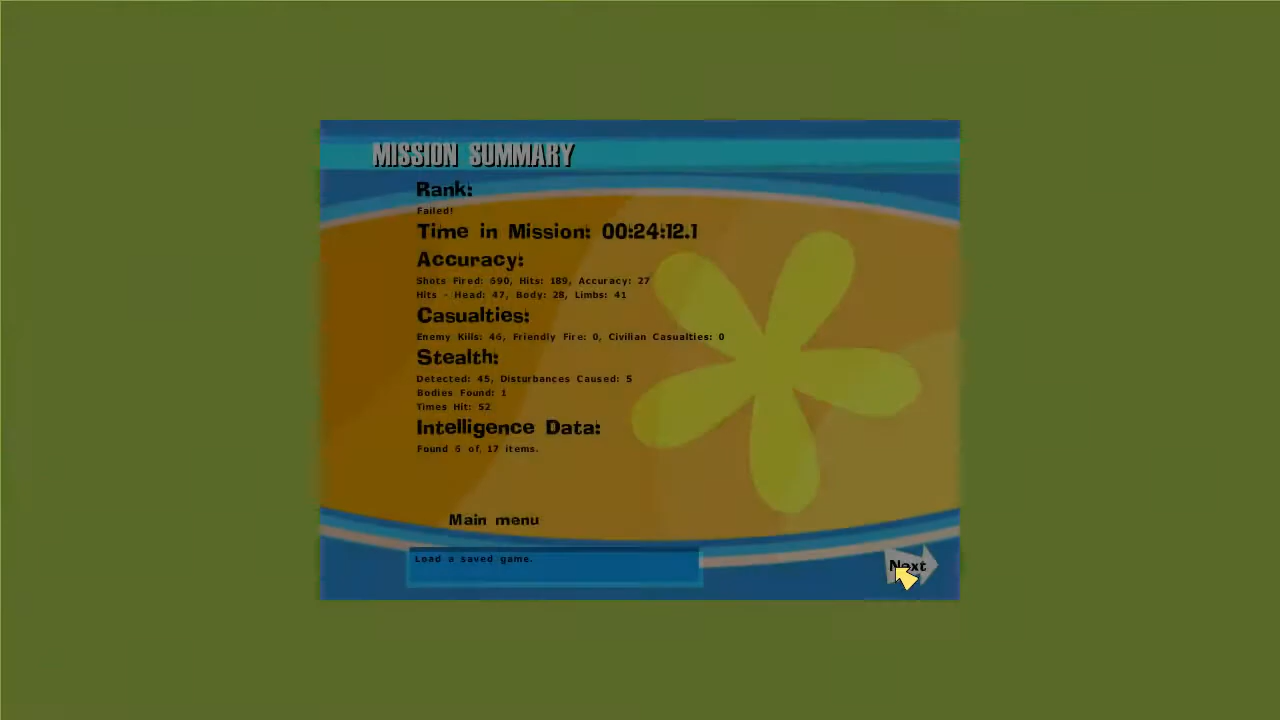 MISSION SUMMARY
Rank:
Failed!
Time in Mission: 00:24:12.1
Accuracy:
Shots Fired: 690, Hits: 189, Accuracy: 27
Hits - Head: 47, Body: 28, Limbs: 41
Casualties:
Enemy Kills: 46, Friendly Fire: 0, Civilian Casualties: 0
Stealth:
Detected: 45, Disturbances Caused: 5
Bodies Found: 1
Times Hit: 52
Intelligence Data:
Found 6 of 17 items.
Main menu
Load a saved game.
Next